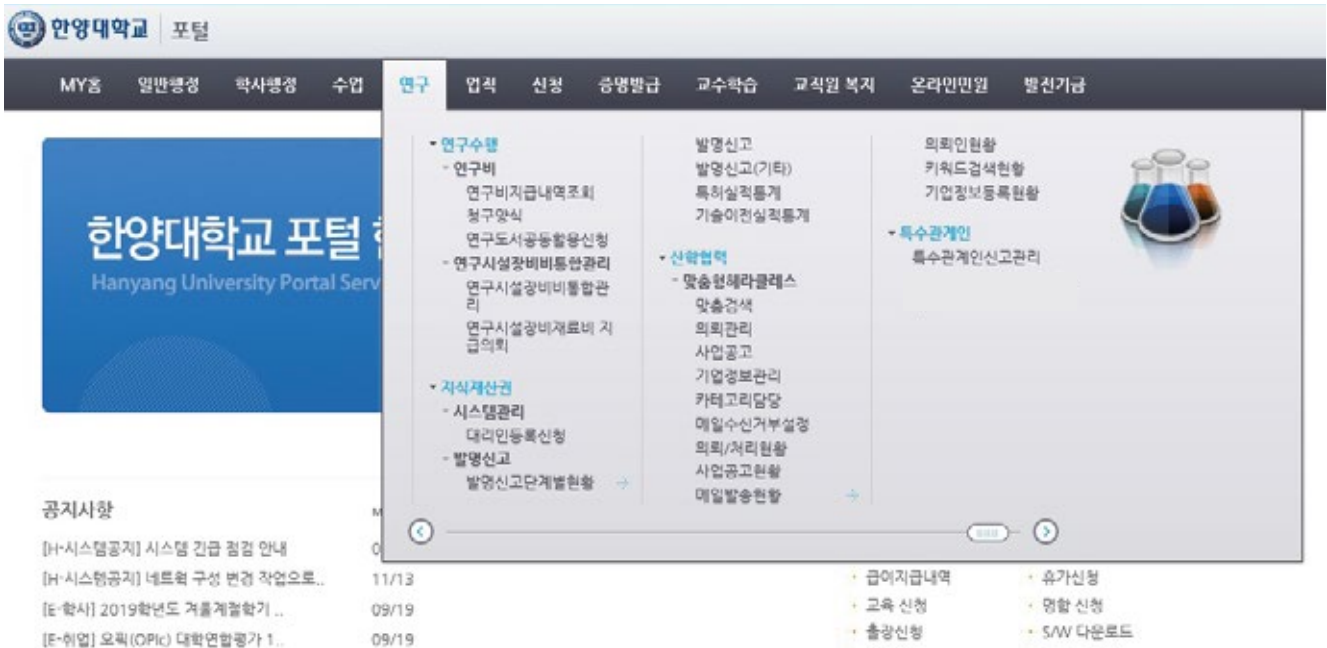 한양대학교 포털
MY홈 일반행정 학사행정 수업 연구 업적 신청 증명발급 교수학습 교직원 복지 온라인민원 발전기금
한양대학교 포털
Hanyang University Portal Serv
연구수행
- 연구비
연구비지급내역조회
청구양식
연구도서공동활용신청
- 연구시설장비비통합관리
연구시설장비비통합관
리
연구시설장비재료비 지
급의뢰
지식재산권
- 시스템관리
대리인등록신청
- 발명신고
발명신고단계별현황
발명신고
발명신고(기타)
특허실적통계
기술이전실적통계
산학협력
- 맞춤형헤라클레스
맞춤검색
의뢰관리
사업공고
기업정보관리
카테고리담당
메일수신거부설정
의뢰/처리현황
사업공고현황
메일발송현황
의뢰인현황
키워드검색현황
기업정보등록현황
특수관계인
특수관계인신고관리
공지사항
[H-시스템공지] 시스템 긴급 점검 안내
[H-시스템공지] 네트웍 구성 변경 작업으로.. 11/13
[E-학사] 2019학년도 겨울계절학기 .. 09/19
[E-취업] 오픽(OPIc) 대학연합평가 1.. 09/19
급여지급내역 휴가신청
교육 신청 명함 신청
출장신청 S/W 다운로드